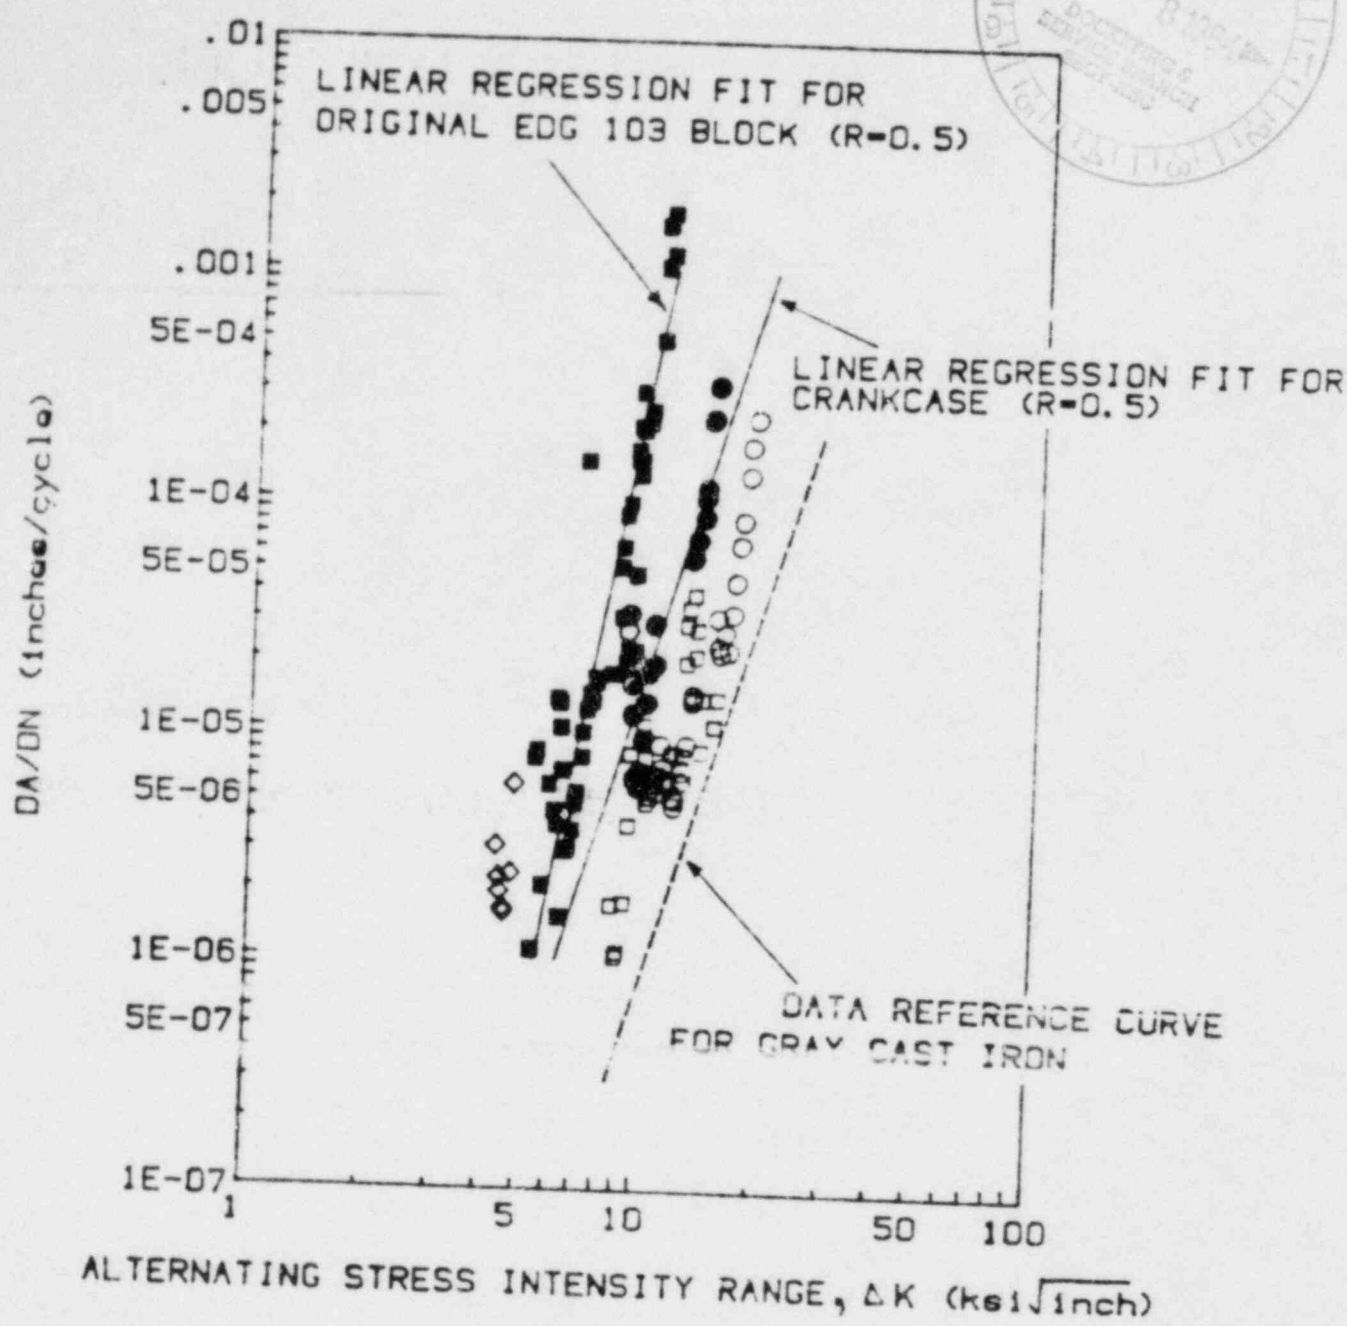 .01
.005
.001
5E-04
1E-04
5E-05
1E-05
5E-06
1E-06
5E-07
1E-07
DA/DN (inches/cycle)
LINEAR REGRESSION FIT FOR
ORIGINAL EDG 103 BLOCK (R=0.5)
LINEAR REGRESSION FIT FOR
CRANKCASE (R=0.5)
DATA REFERENCE CURVE
FOR GRAY CAST IRON
1 5 10 50 100
ALTERNATING STRESS INTENSITY RANGE, ΔK (ksi√inch)
DOCKETING &
SERVICE BRANCH